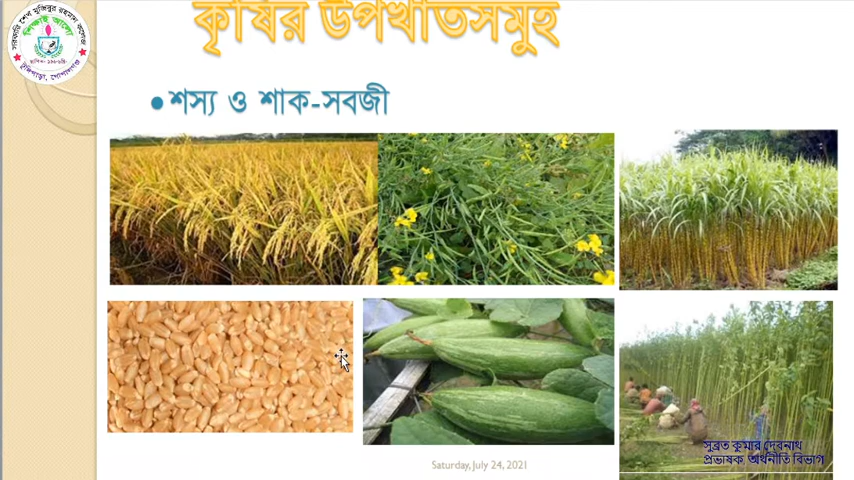 কৃষির উপখাতসমুহ
• শস্য ও শাক-সবজী
সুব্রত কুমার দেবনাথ
প্রভাষক, অর্থনীতি বিভাগ
Saturday, July 24, 2021